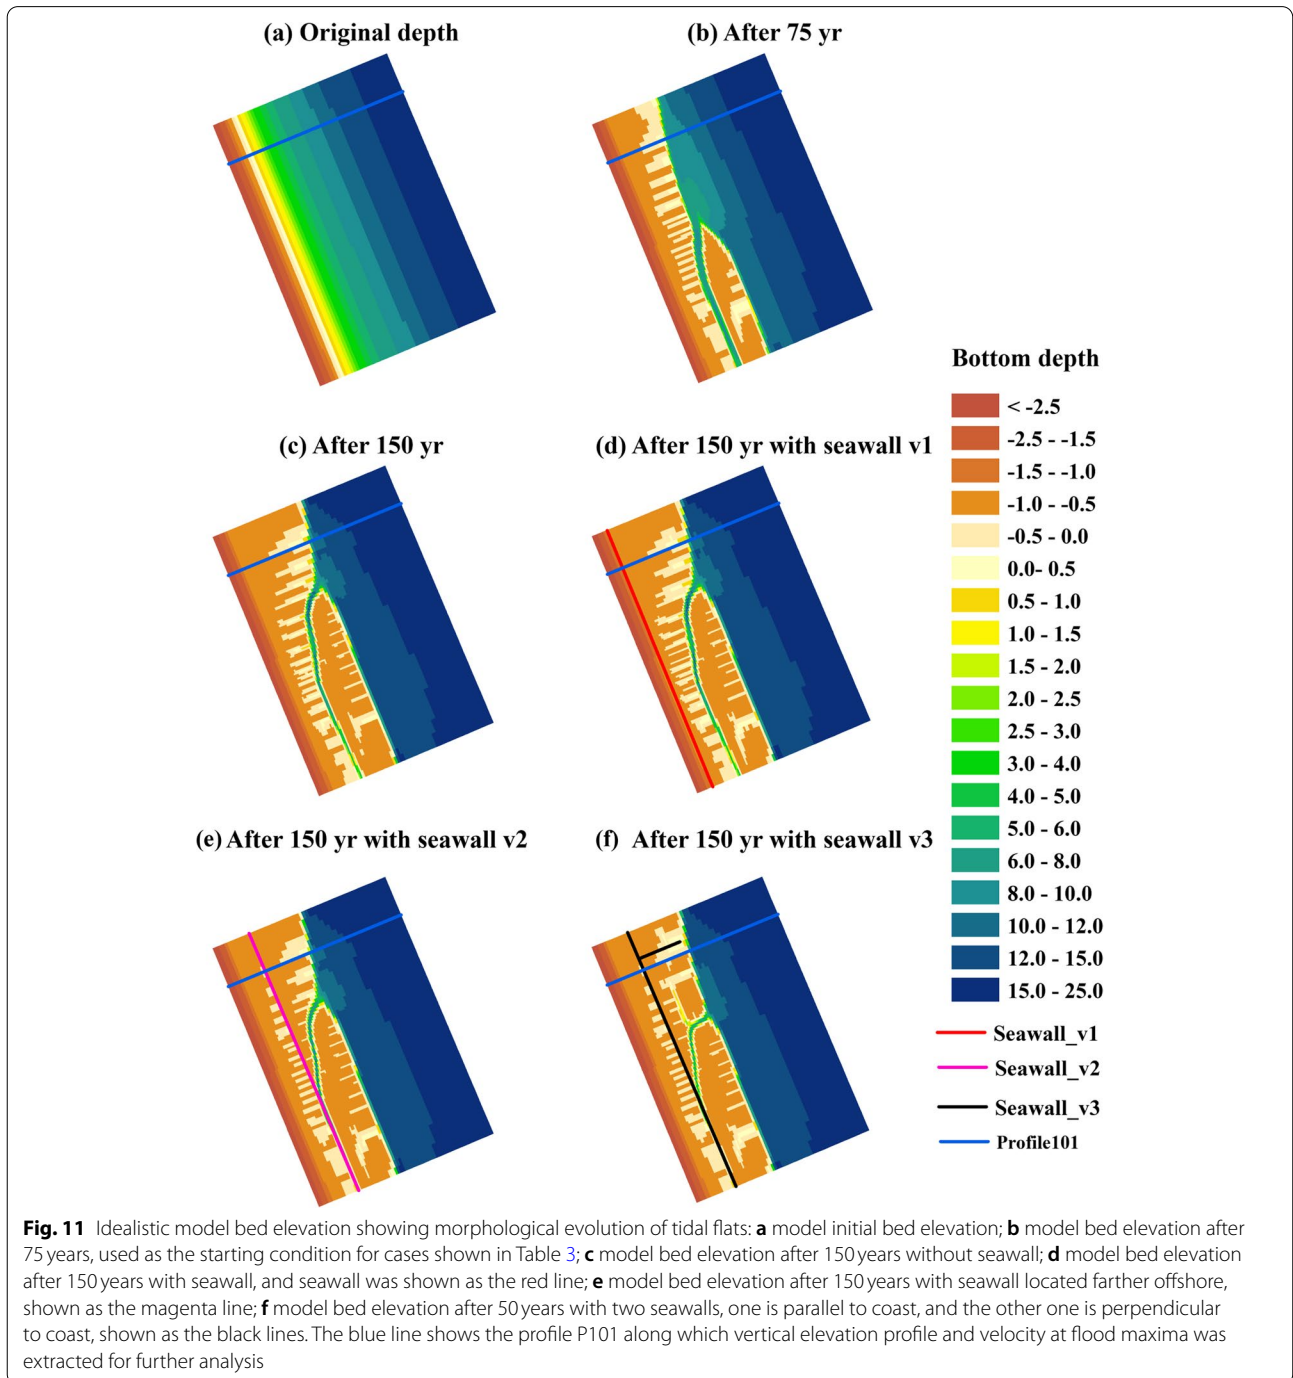 (a) Original depth
(b) After 75 yr
(c) After 150 yr
(d) After 150 yr with seawall v1
(e) After 150 yr with seawall v2
(f) After 150 yr with seawall v3
Bottom depth
< -2.5
-2.5 - -1.5
-1.5 - -1.0
-1.0 - -0.5
-0.5 - 0.0
0.0- 0.5
0.5 - 1.0
1.0 - 1.5
1.5 - 2.0
2.0 - 2.5
2.5 - 3.0
3.0 - 4.0
4.0 - 5.0
5.0 - 6.0
6.0 - 8.0
8.0 - 10.0
10.0 - 12.0
12.0 - 15.0
15.0 - 25.0
Seawall_v1
Seawall_v2
Seawall_v3
Profile101
Fig. 11 Idealistic model bed elevation showing morphological evolution of tidal flats: a model initial bed elevation; b model bed elevation after
75 years, used as the starting condition for cases shown in Table 3; c model bed elevation after 150 years without seawall; d model bed elevation
after 150 years with seawall, and seawall was shown as the red line; e model bed elevation after 150 years with seawall located farther offshore,
shown as the magenta line; f model bed elevation after 50 years with two seawalls, one is parallel to coast, and the other one is perpendicular
to coast, shown as the black lines. The blue line shows the profile P101 along which vertical elevation profile and velocity at flood maxima was
extracted for further analysis